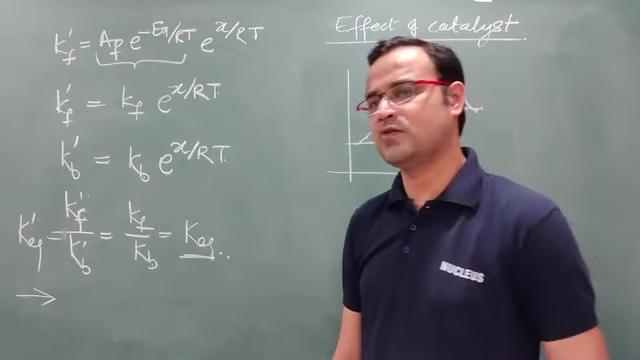 k'f = Af e^-Ea/RT e^x/RT
k'f = kf e^x/RT
k'b = kb e^x/RT
K'eq = k'f/k'b = kf/kb = Keq..
→
Effect of catalyst.
NUCLEUS